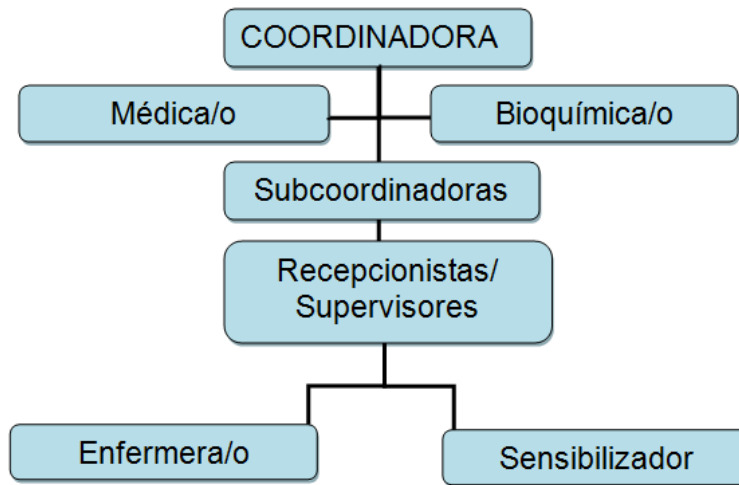 COORDINADORA
Médica/o
Bioquímica/o
Subcoordinadoras
Recepcionistas/
Supervisores
Enfermera/o
Sensibilizador